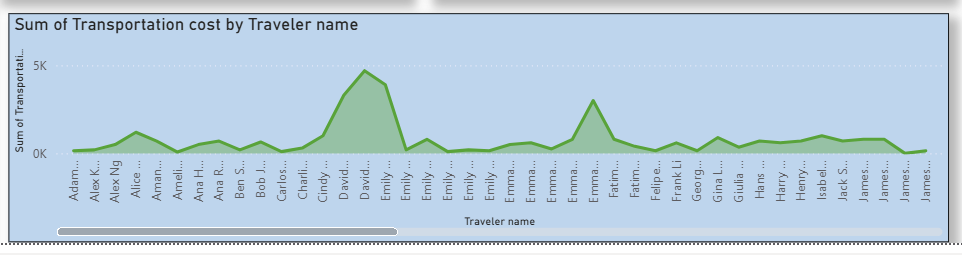 Sum of Transportation cost by Traveler name
Sum of Transportati...
5K
0K
Adam...
Alex K...
Alex Ng
Alice ...
Aman...
Ameli...
Ana H...
Ana R...
Ben S...
Bob J...
Carlos...
Charli...
Cindy ...
David...
David...
Emily ...
Emily ...
Emily ...
Emily ...
Emily ...
Emily ...
Emma...
Emma...
Emma...
Emma...
Emma...
Fatim...
Fatim...
Felipe...
Frank Li
Georg...
Gina L...
Giulia ...
Hans ...
Harry ...
Henry...
Isabel...
Jack S...
James...
James...
James...
James...
Traveler name